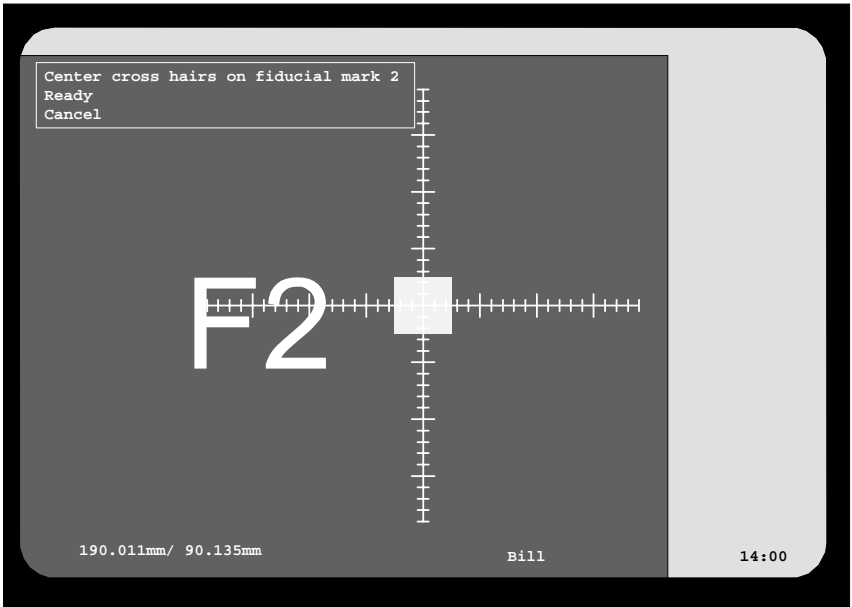 Center cross hairs on fiducial mark 2
Ready
Cancel
F2
190.011mm/ 90.135mm
Bill
14:00